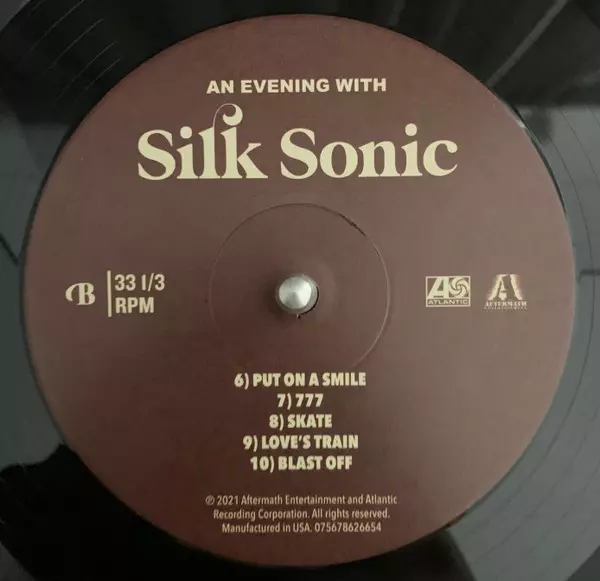 AN EVENING WITH
Silk Sonic
B
33 1/3
RPM
ATLANTIC
AFTERMATH
ENTERTAINMENT
6) PUT ON A SMILE
7) 777
8) SKATE
9) LOVE'S TRAIN
10) BLAST OFF
℗ 2021 Aftermath Entertainment and Atlantic
Recording Corporation. All rights reserved.
Manufactured in USA. 075678626654